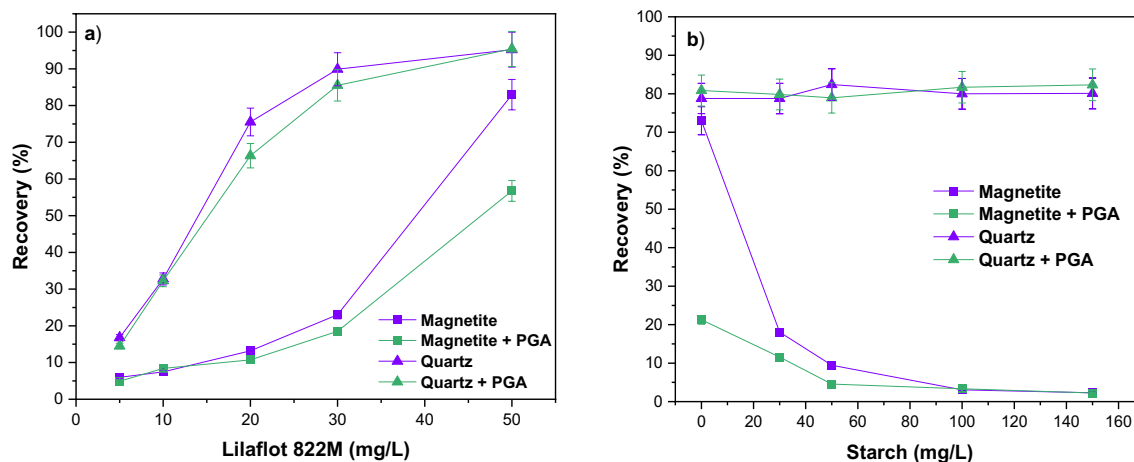 a)
Recovery (%)
100
90
80
70
60
50
40
30
20
10
0
0
10
20
30
40
50
Lilaflot 822M (mg/L)
Magnetite
Magnetite + PGA
Quartz
Quartz + PGA
b)
Recovery (%)
100
90
80
70
60
50
40
30
20
10
0
0
20
40
60
80
100
120
140
160
Starch (mg/L)
Magnetite
Magnetite + PGA
Quartz
Quartz + PGA